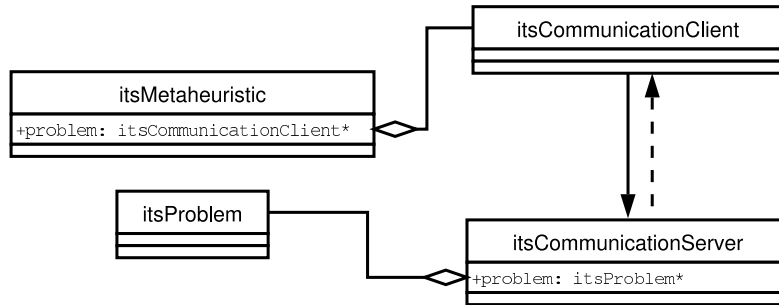 itsCommunicationClient
itsMetaheuristic
+problem: itsCommunicationClient*
itsProblem
itsCommunicationServer
+problem: itsProblem*